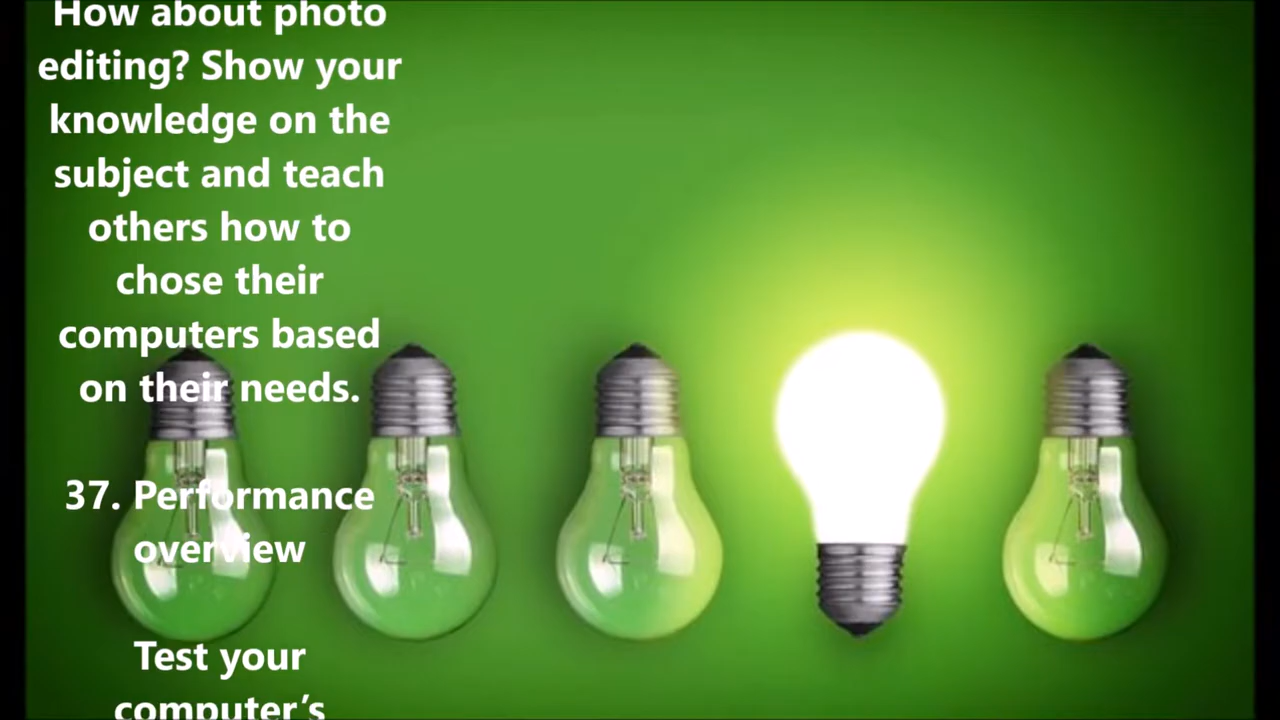 How about photo
editing? Show your
knowledge on the
subject and teach
others how to
chose their
computers based
on their needs.
37. Performance
overview
Test your
computer’s